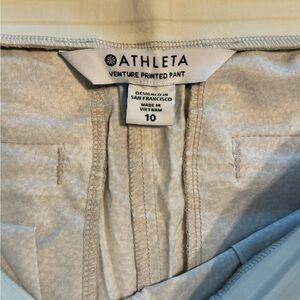 ATHLETA
VENTURE PRINTED PANT
DESIGNED IN
SAN FRANCISCO
MADE IN
VIETNAM
10